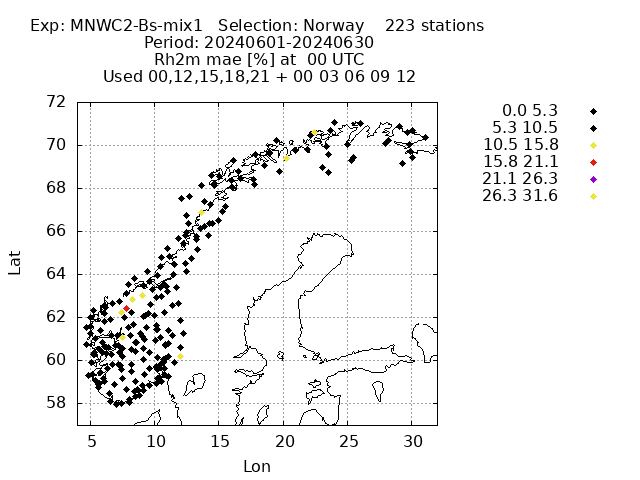 Exp: MNWC2-Bs-mix1 Selection: Norway 223 stations
Period: 20240601-20240630
Rh2m mae [%] at 00 UTC
Used 00,12,15,18,21 + 00 03 06 09 12
0.0 5.3
5.3 10.5
10.5 15.8
15.8 21.1
21.1 26.3
26.3 31.6
72
70
68
66
64
62
60
58
Lat
5 10 15 20 25 30
Lon